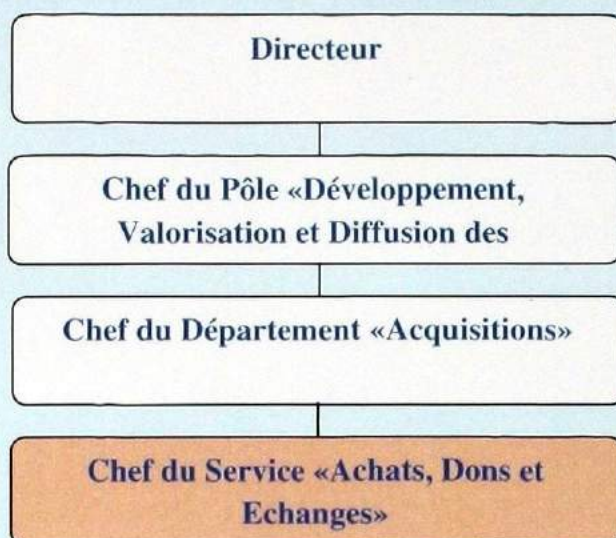 Directeur
Chef du Pôle «Développement,
Valorisation et Diffusion des
Chef du Département «Acquisitions»
Chef du Service «Achats, Dons et
Echanges»